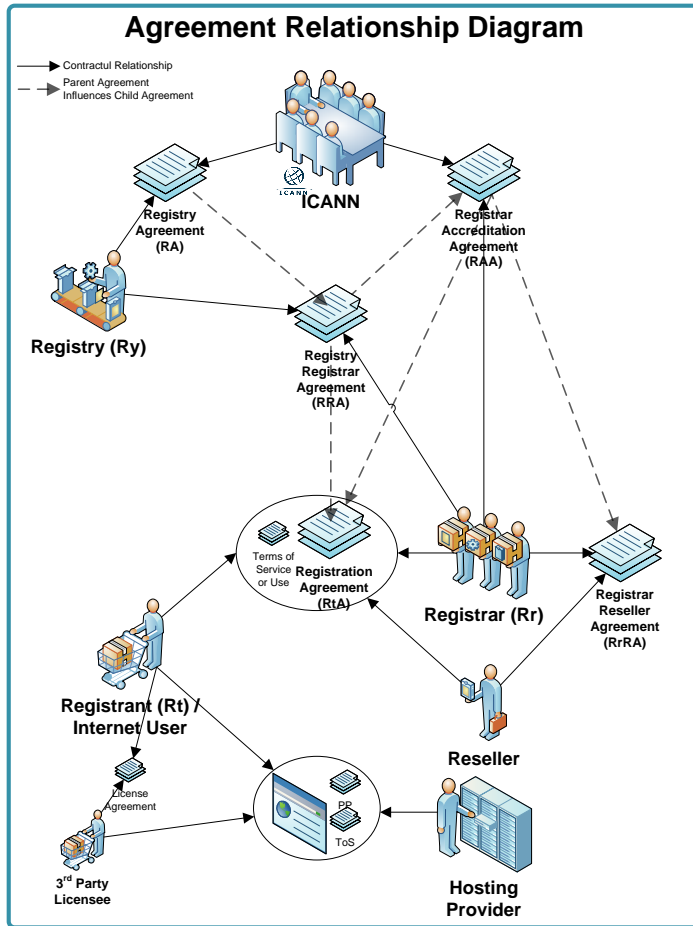 Agreement Relationship Diagram
Contractul Relationship
Parent Agreement
Influences Child Agreement
ICANN
ICANN
Registry
Agreement
(RA)
Registrar
Accreditation
Agreement
(RAA)
Registry (Ry)
Registry
Registrar
Agreement
(RRA)
Terms of
Service
or Use
Registration
Agreement
(RtA)
Registrar (Rr)
Registrar
Reseller
Agreement
(RrRA)
Registrant (Rt) /
Internet User
Reseller
License
Agreement
PP
ToS
3rd Party
Licensee
Hosting
Provider